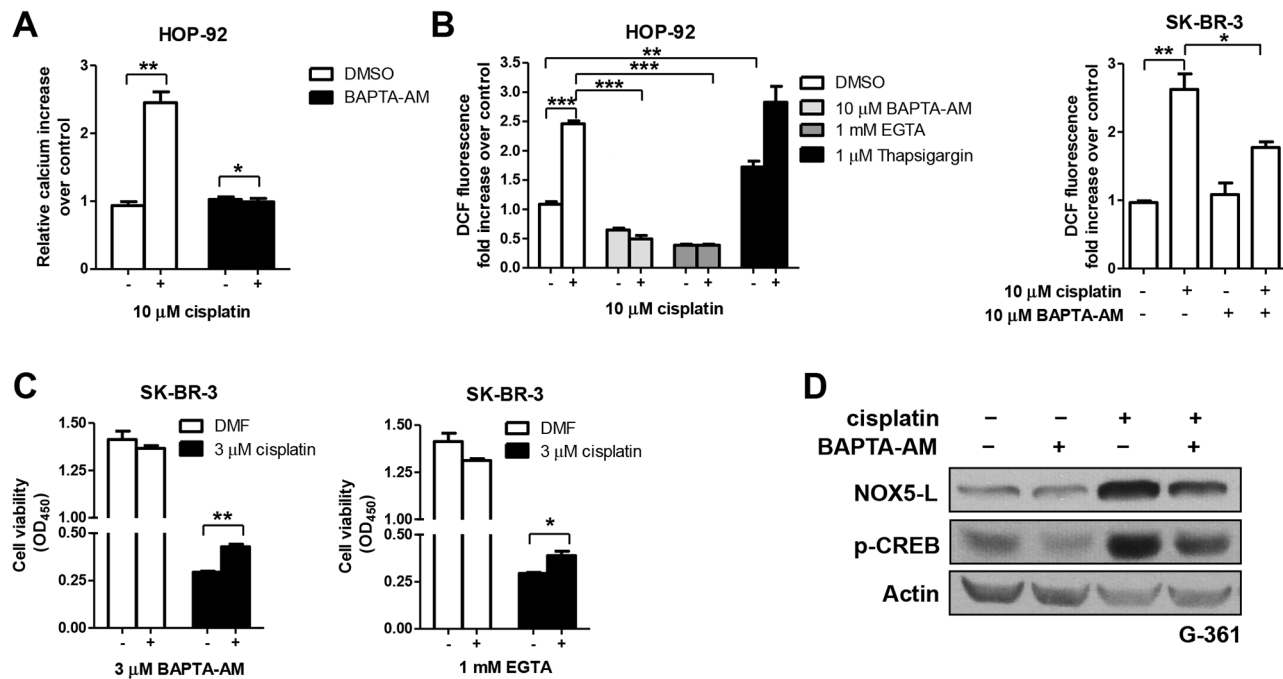 A
HOP-92
Relative calcium increase
over control
3
2
1
0
**
*
- + - +
10 μM cisplatin
DMSO
BAPTA-AM
B
HOP-92
DCF fluorescence
fold increase over control
3.5
3.0
2.5
2.0
1.5
1.0
0.5
0.0
**
***
***
***
- + - + - + - +
10 μM cisplatin
DMSO
10 μM BAPTA-AM
1 mM EGTA
1 μM Thapsigargin
SK-BR-3
DCF fluorescence
fold increase over control
3
2
1
0
**
*
10 μM cisplatin - + - +
10 μM BAPTA-AM - - + +
C
SK-BR-3
Cell viability
(OD450)
1.50
1.25
1.00
0.50
0.25
0.00
**
- + - +
3 μM BAPTA-AM
DMF
3 μM cisplatin
SK-BR-3
Cell viability
(OD450)
1.50
1.25
1.00
0.50
0.25
0.00
*
- + - +
1 mM EGTA
DMF
3 μM cisplatin
D
cisplatin – – + +
BAPTA-AM – + – +
NOX5-L
p-CREB
Actin
G-361